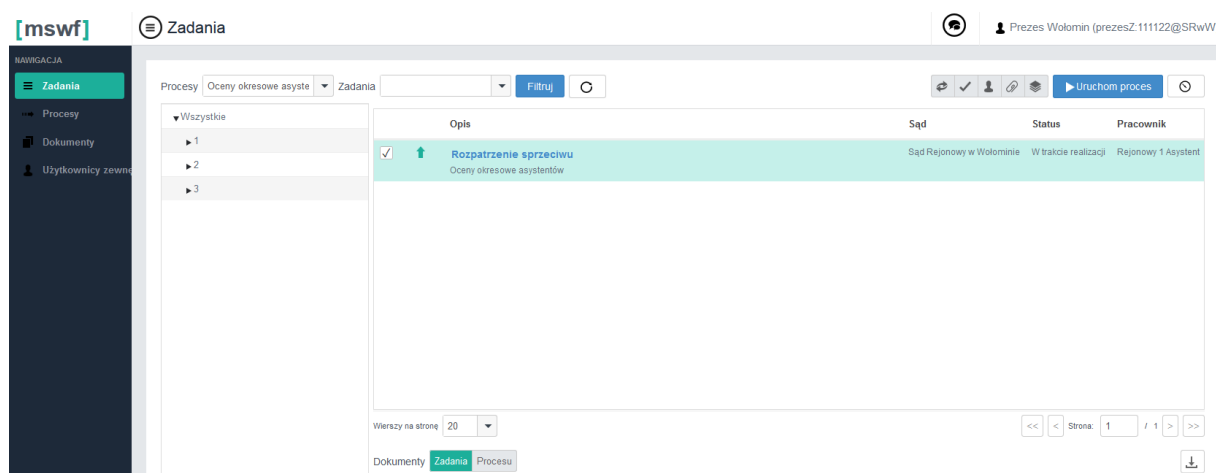 [mswf]
Zadania
Prezes Wołomin (prezesZ:111122@SRwW
NAWIGACJA
Zadania
Procesy
Dokumenty
Użytkownicy zewnę
Procesy Oceny okresowe asyste Zadania Filtruj Uruchom proces
Wszystkie
1
2
3
Opis Sąd Status Pracownik
Rozpatrzenie sprzeciwu Sąd Rejonowy w Wołominie W trakcie realizacji Rejonowy 1 Asystent
Oceny okresowe asystentów
Wierszy na stronę 20 << < Strona: 1 / 1 > >>
Dokumenty Zadania Procesu